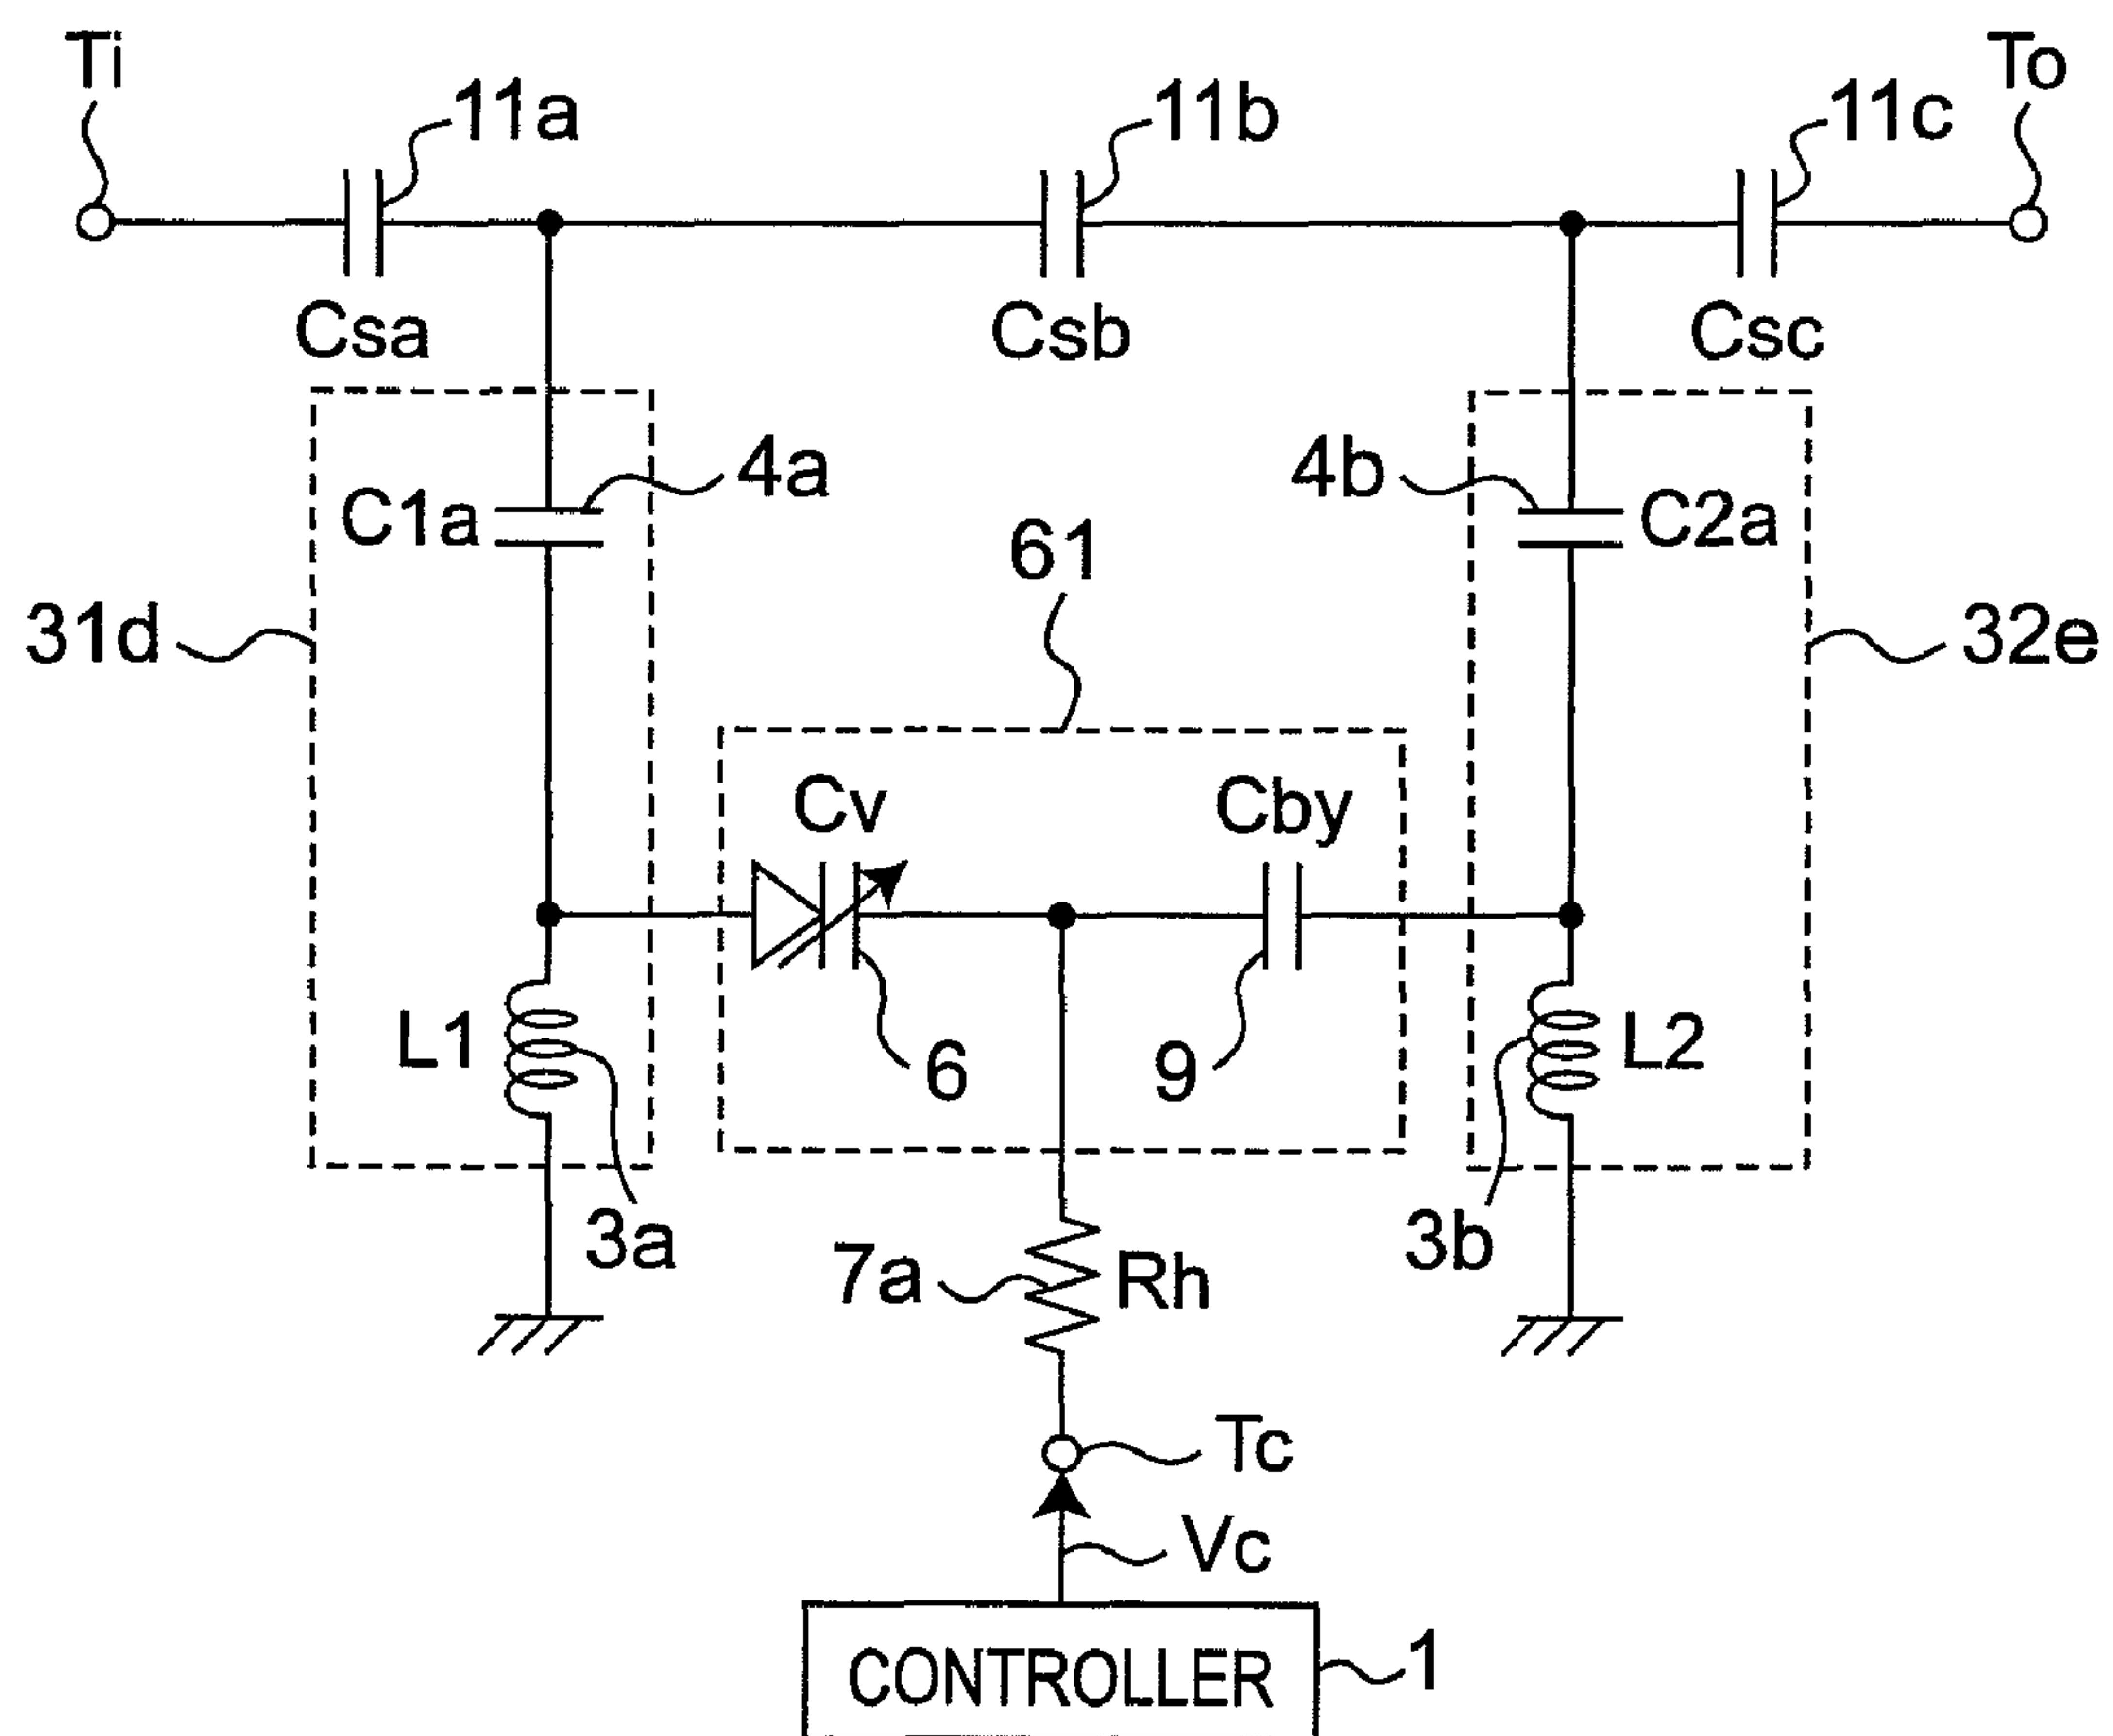 Ti
To
11a
11b
11c
Csa
Csb
Csc
4a
4b
C1a
C2a
61
31d
32e
Cv
Cby
L1
6
9
L2
3a
3b
7a
Rh
Tc
Vc
CONTROLLER
1